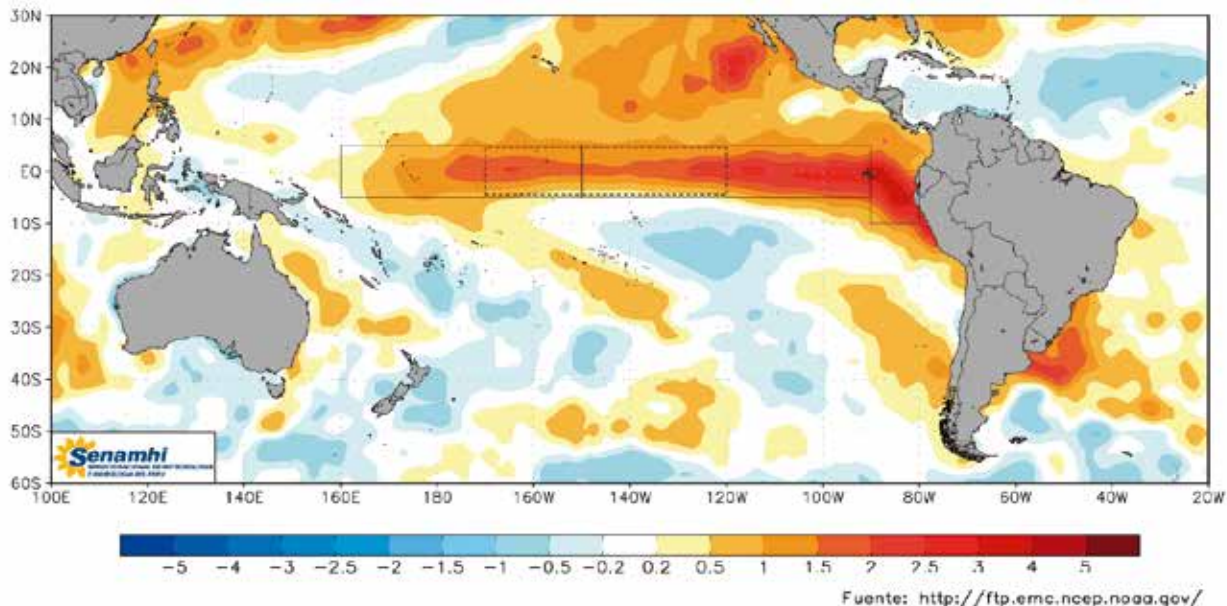 30N
20N
10N
EQ
10S
20S
30S
40S
50S
60S
Senamhi
100E 120E 140E 160E 180 160W 140W 120W 100W 80W 60W 40W 20W
-5 -4 -3 -2.5 -2 -1.5 -1 -0.5 -0.2 0.2 0.5 1 1.5 2 2.5 3 4 5
Fuente: http://ftp.emc.ncep.noaa.gov/